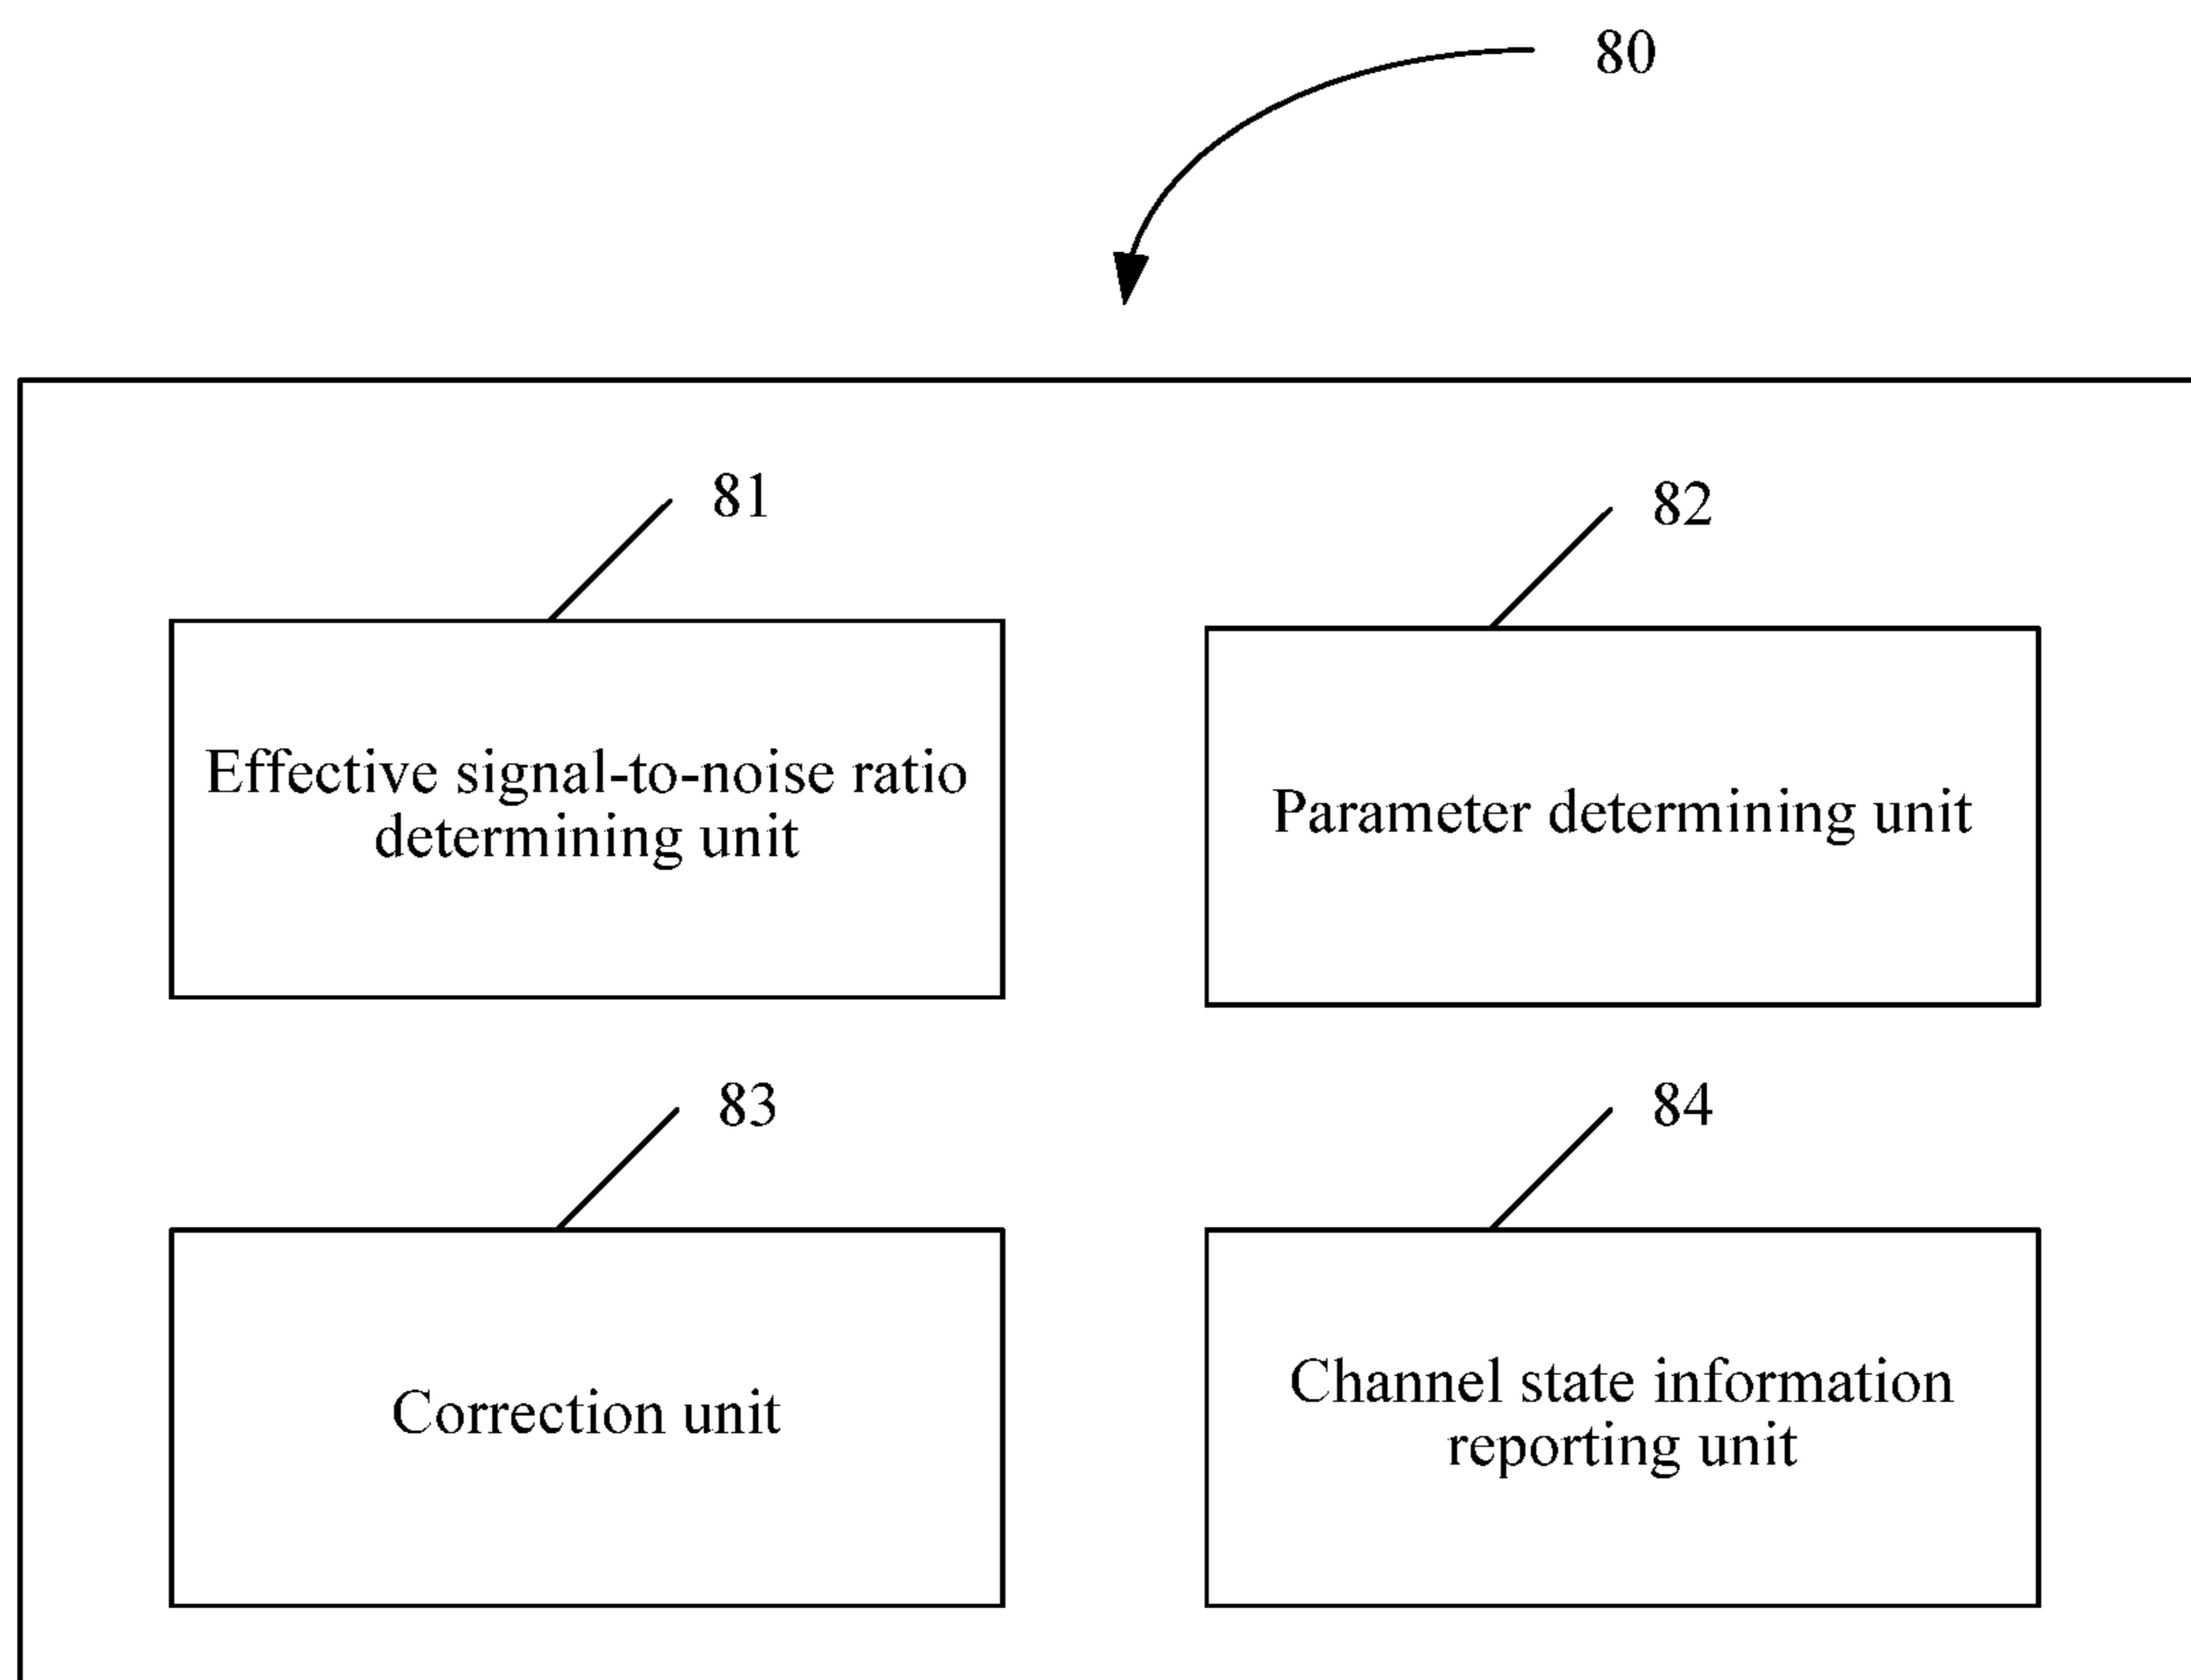 80
81
82
Effective signal-to-noise ratio
determining unit
Parameter determining unit
83
84
Correction unit
Channel state information
reporting unit